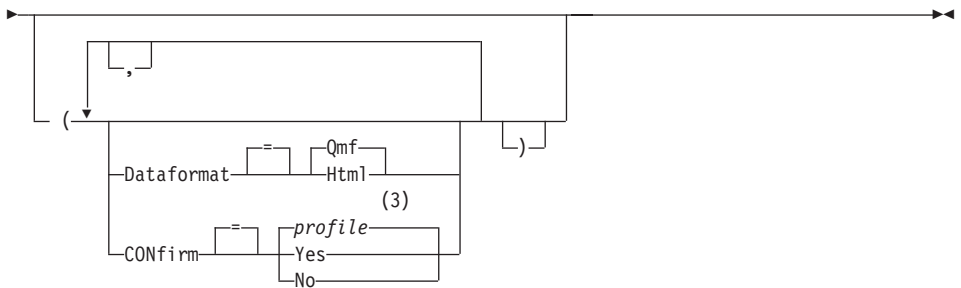 ,
(
)
= Qmf
Dataformat Html
(3)
= profile
CONfirm Yes
No